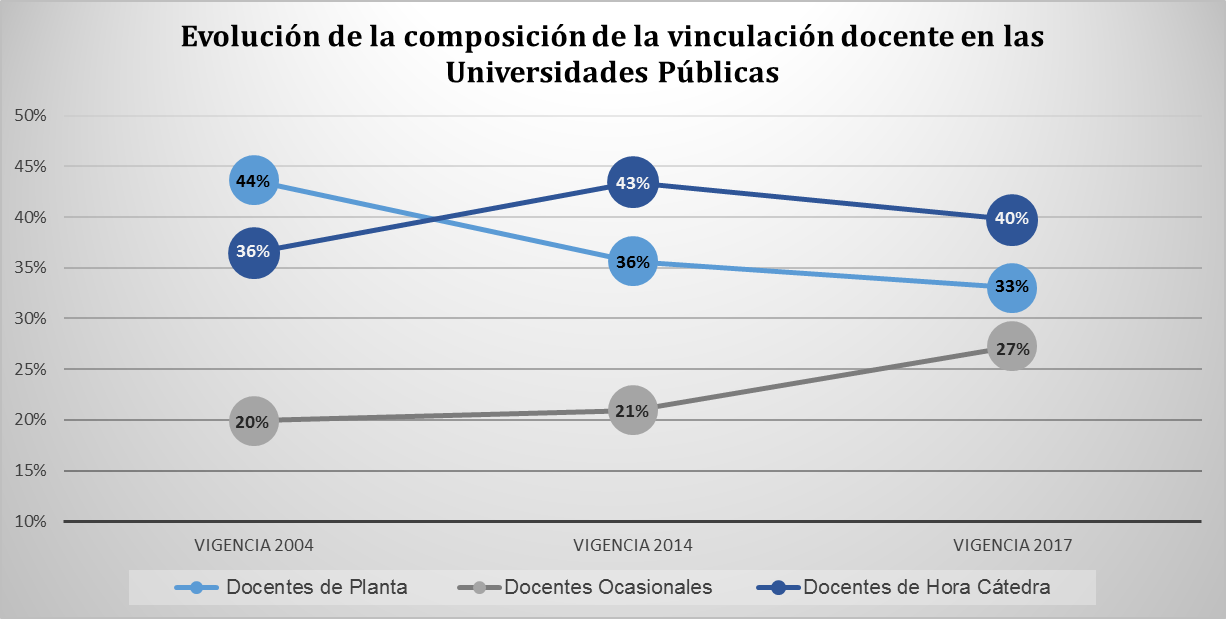 Evolución de la composición de la vinculación docente en las
Universidades Públicas
50%
45%
40%
35%
30%
25%
20%
15%
10%
44%
36%
33%
36%
43%
40%
20%
21%
27%
VIGENCIA 2004
VIGENCIA 2014
VIGENCIA 2017
Docentes de Planta
Docentes Ocasionales
Docentes de Hora Cátedra